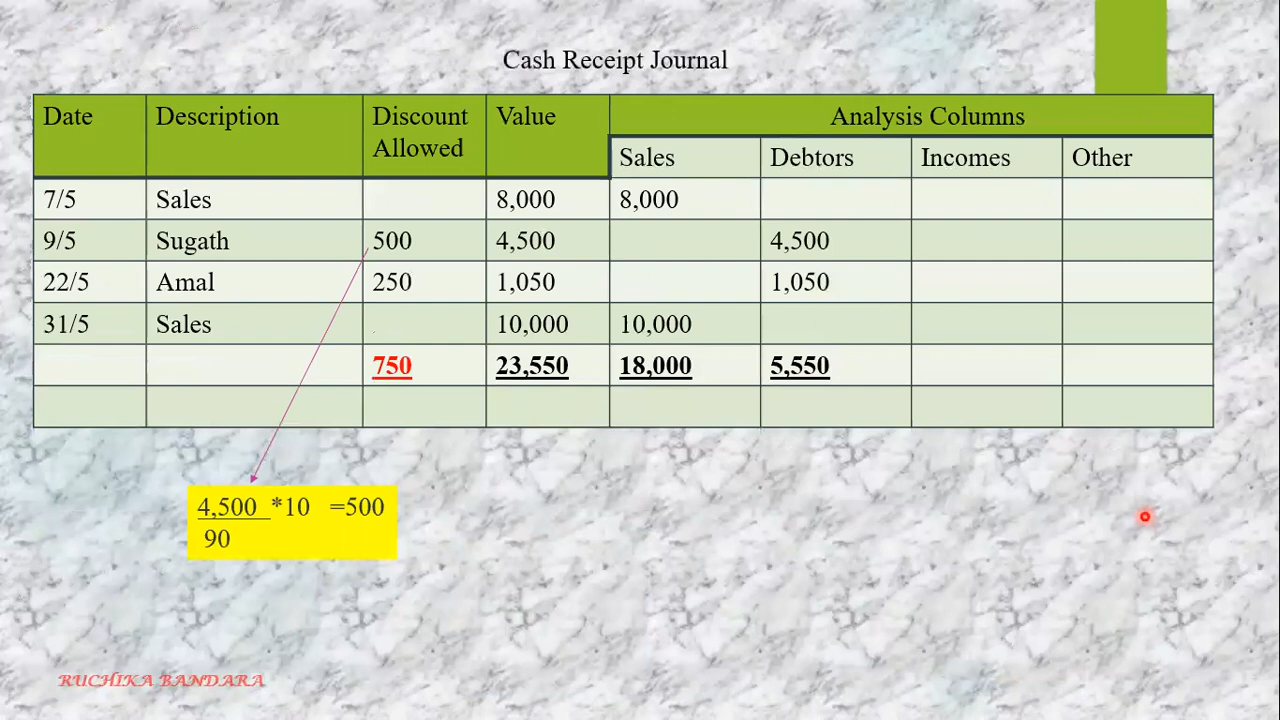 Cash Receipt Journal
Date Description Discount Allowed Value Analysis Columns
Sales Debtors Incomes Other
7/5 Sales 8,000 8,000
9/5 Sugath 500 4,500 4,500
22/5 Amal 250 1,050 1,050
31/5 Sales 10,000 10,000
750 23,550 18,000 5,550
4,500 *10 =500
90
RUCHIKA BANDARA